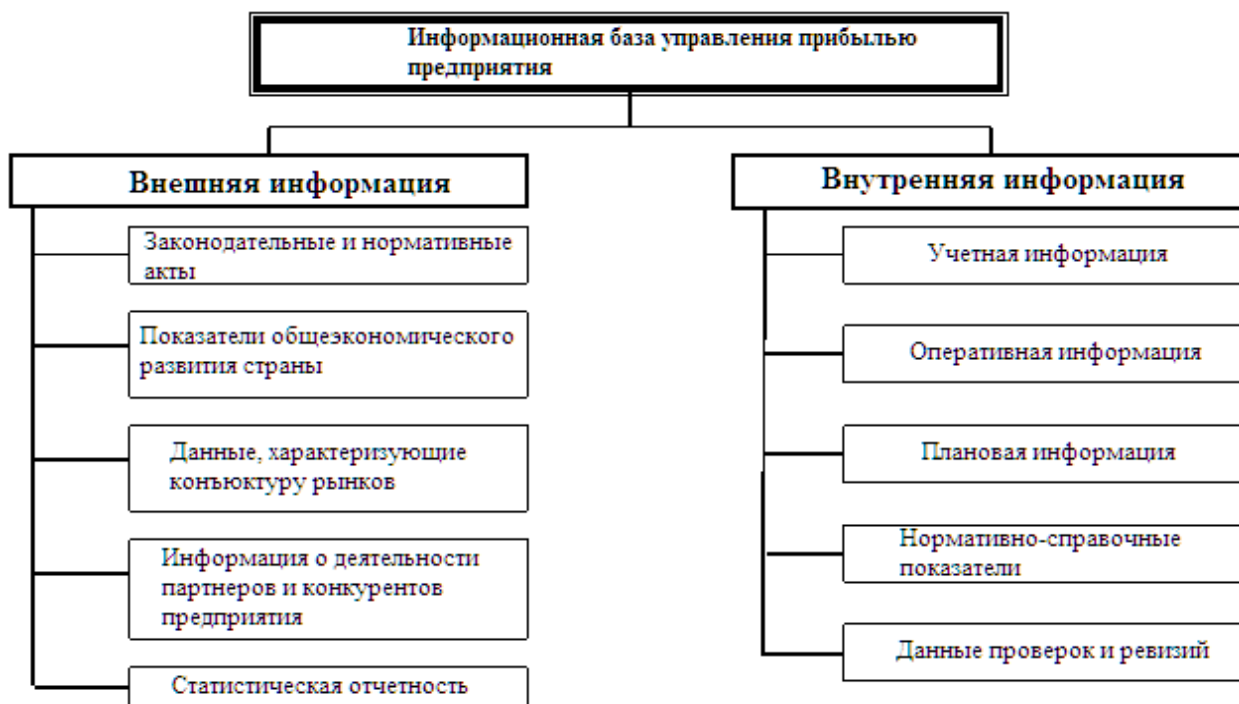 Информационная база управления прибылью
предприятия
Внешняя информация
Законодательные и нормативные
акты
Показатели общеэкономического
развития страны
Данные, характеризующие
конъюктуру рынков
Информация о деятельности
партнеров и конкурентов
предприятия
Статистическая отчетность
Внутренняя информация
Учетная информация
Оперативная информация
Плановая информация
Нормативно-справочные
показатели
Данные проверок и ревизий